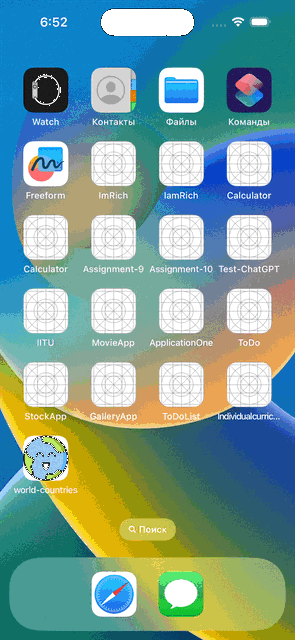 6:52
Watch
Контакты
Файлы
Команды
Freeform
ImRich
IamRich
Calculator
Calculator
Assignment-9
Assignment-10
Test-ChatGPT
IITU
MovieApp
ApplicationOne
ToDo
StockApp
GalleryApp
ToDoList
individualcurric...
world-countries
Поиск